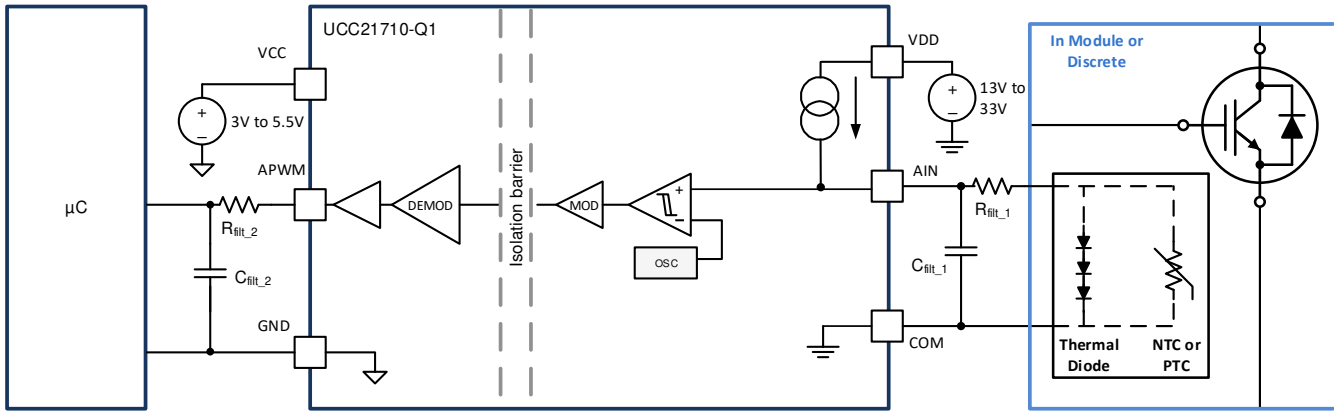 UCC21710-Q1
VCC
VDD
In Module or
Discrete
+
3V to 5.5V
−
+
13V to
33V
−
APWM
AIN
µC
Rfilt_2
DEMOD
Isolation barrier
MOD
+
−
OSC
Rfilt_1
Cfilt_2
Cfilt_1
GND
COM
Thermal
Diode
NTC or
PTC